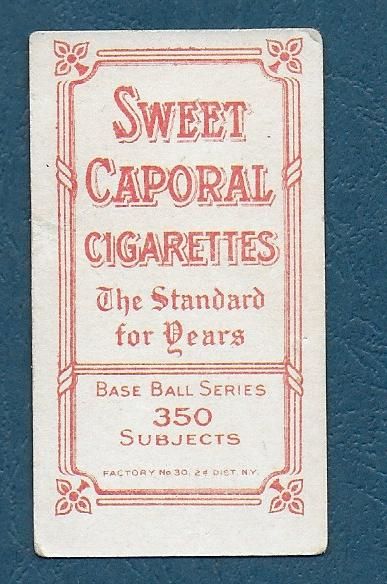 SWEET
CAPORAL
CIGARETTES
The Standard
for Years
BASE BALL SERIES
350
SUBJECTS
FACTORY No 30, 2d DIST. N.Y.